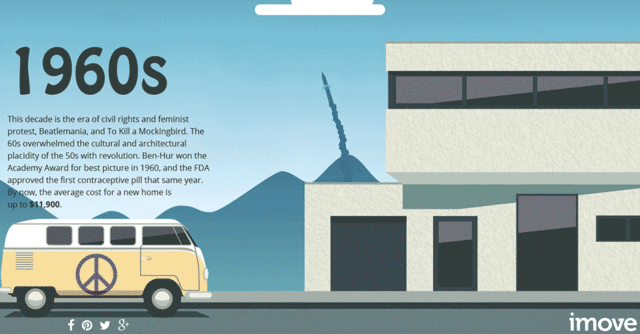 1960s
This decade is the era of civil rights and feminist
protest, Beatlemania, and To Kill a Mockingbird. The
60s overwhelmed the cultural and architectural
placidity of the 50s with revolution. Ben-Hur won the
Academy Award for best picture in 1960, and the FDA
approved the first contraceptive pill that same year.
By now, the average cost for a new home is
up to $11,900.
imove